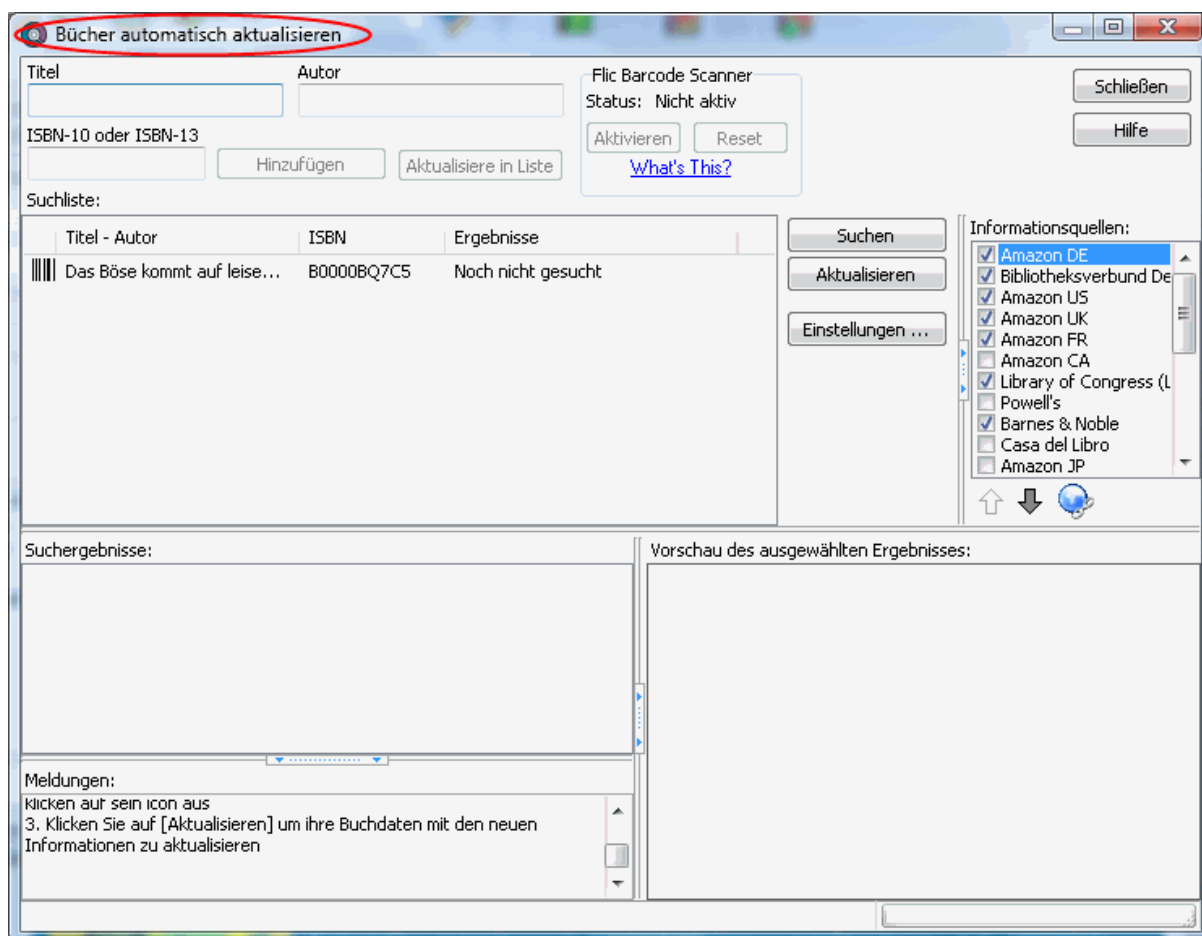 Bücher automatisch aktualisieren
Titel
Autor
Flic Barcode Scanner
Status: Nicht aktiv
Aktivieren
Reset
What's This?
Schließen
Hilfe
ISBN-10 oder ISBN-13
Hinzufügen
Aktualisiere in Liste
Suchliste:
Titel - Autor
ISBN
Ergebnisse
Das Böse kommt auf leise...
B0000BQ7C5
Noch nicht gesucht
Suchen
Aktualisieren
Einstellungen ...
Informationsquellen:
Amazon DE
Bibliotheksverbund De
Amazon US
Amazon UK
Amazon FR
Amazon CA
Library of Congress (L
Powell's
Barnes & Noble
Casa del Libro
Amazon JP
Suchergebnisse:
Vorschau des ausgewählten Ergebnisses:
Meldungen:
klicken auf sein Icon aus
3. Klicken Sie auf [Aktualisieren] um ihre Buchdaten mit den neuen
Informationen zu aktualisieren